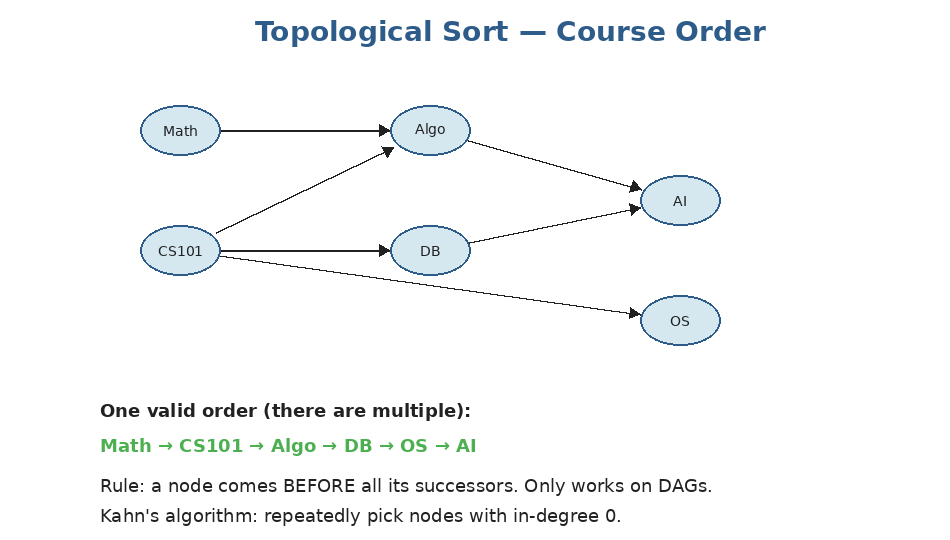 Topological Sort — Course Order
Math
Algo
AI
CS101
DB
OS
One valid order (there are multiple):
Math → CS101 → Algo → DB → OS → AI
Rule: a node comes BEFORE all its successors. Only works on DAGs.
Kahn's algorithm: repeatedly pick nodes with in-degree 0.